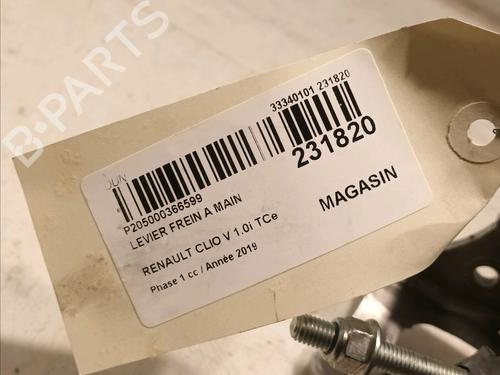 B-PARTS
33340101 231820
231820
P205000366599
LEVIER FREIN A MAIN
MAGASIN
RENAULT CLIO V 1.0i TCe
Phase 1 cc / Année 2019